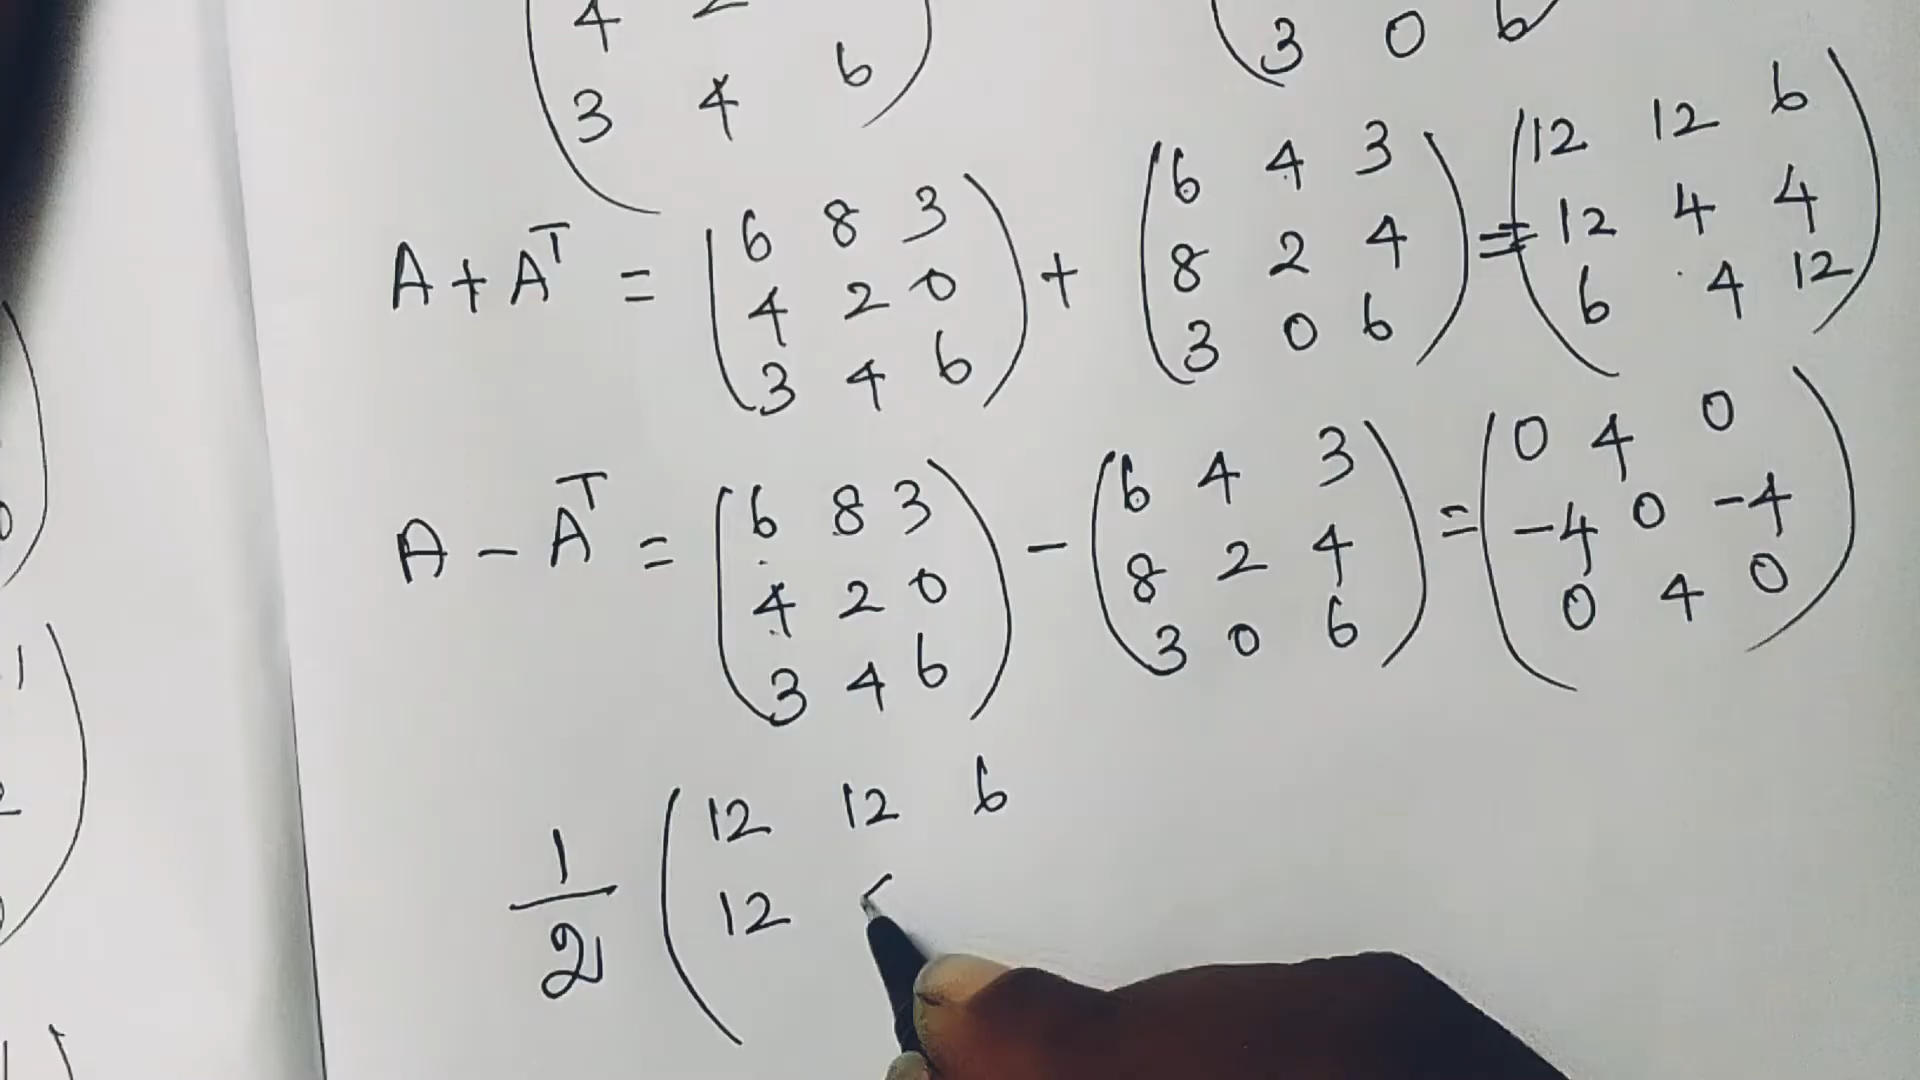 4 2
3 4 6
3 0 6
A + A^T = (6 8 3) + (6 4 3) = (12 12 6)
(4 2 0) (8 2 4) (12 4 4)
(3 4 6) (3 0 6) (6 4 12)
A - A^T = (6 8 3) - (6 4 3) = (0 4 0)
(4 2 0) (8 2 4) (-4 0 -4)
(3 4 6) (3 0 6) (0 4 0)
1/2 (12 12 6
12